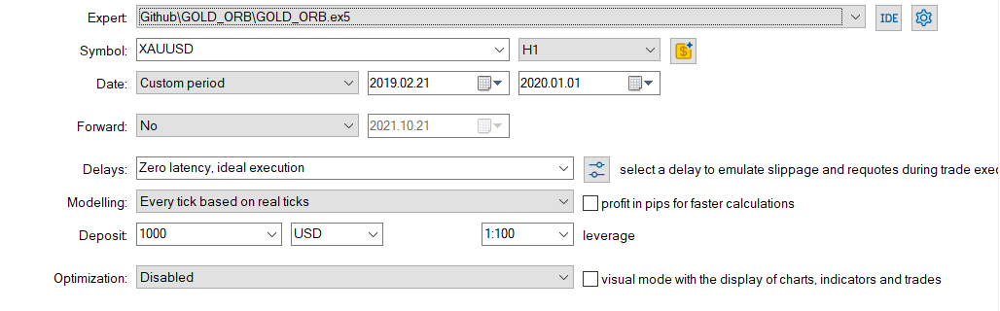 Expert: Github\GOLD_ORB\GOLD_ORB.ex5 IDE
Symbol: XAUUSD H1
Date: Custom period 2019.02.21 2020.01.01
Forward: No 2021.10.21
Delays: Zero latency, ideal execution select a delay to emulate slippage and requotes during trade exec
Modelling: Every tick based on real ticks profit in pips for faster calculations
Deposit: 1000 USD 1:100 leverage
Optimization: Disabled visual mode with the display of charts, indicators and trades